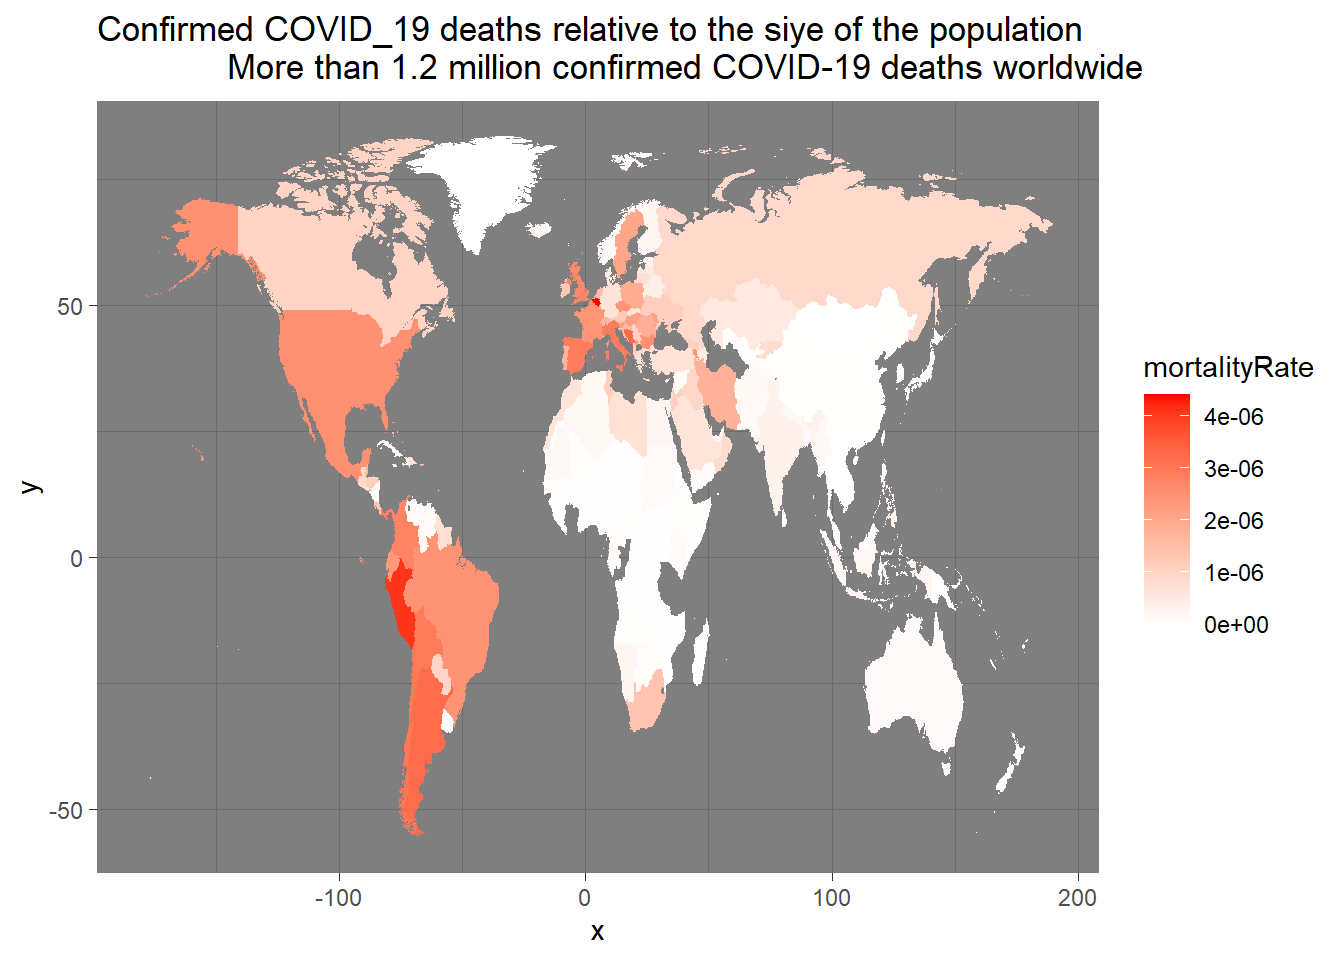 Confirmed COVID_19 deaths relative to the siye of the population
More than 1.2 million confirmed COVID-19 deaths worldwide
mortalityRate
4e-06
3e-06
2e-06
1e-06
0e+00
y
50
0
-50
-100
0
100
200
x